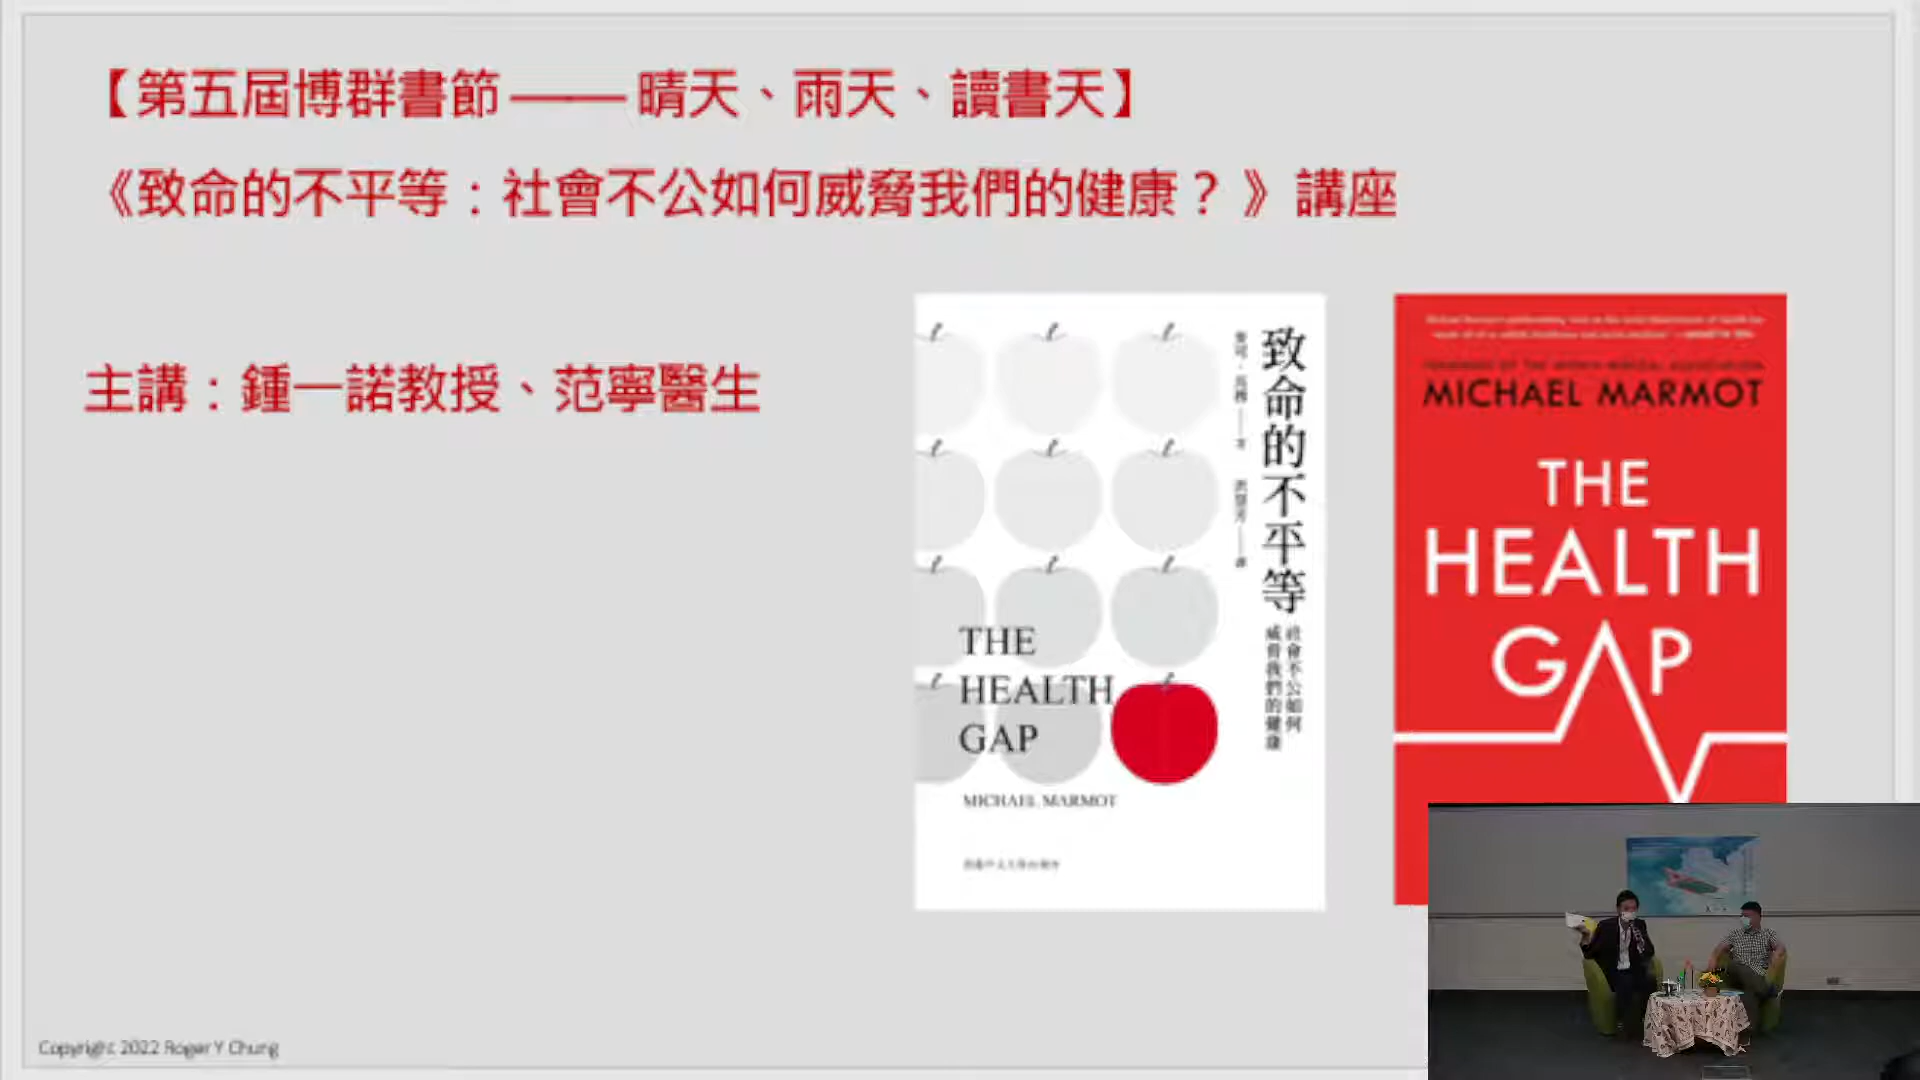 【第五屆博群書節 —— 晴天、雨天、讀書天】
《致命的不平等：社會不公如何威脅我們的健康？》講座
主講：鍾一諾教授、范寧醫生
致命的不平等
社會不公如何
威脅我們的健康
THE
HEALTH
GAP
MICHAEL MARMOT
MICHAEL MARMOT
THE
HEALTH
GAP
Copyright 2022 Roger Y Chung